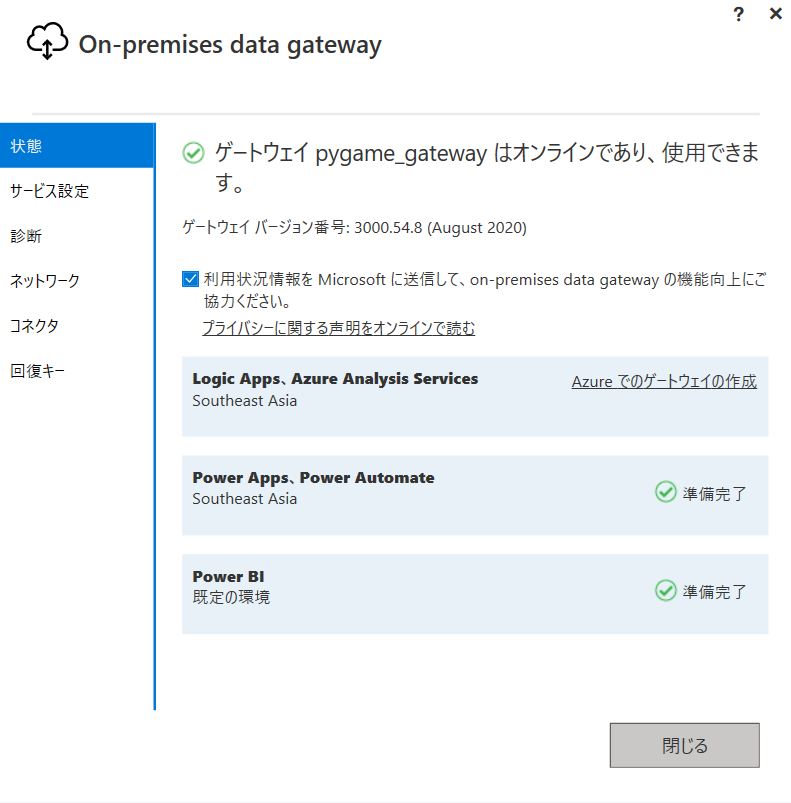 ? ×
On-premises data gateway
状態
サービス設定
診断
ネットワーク
コネクタ
回復キー
ゲートウェイ pygame_gateway はオンラインであり、使用できま
す。
ゲートウェイ バージョン番号: 3000.54.8 (August 2020)
利用状況情報を Microsoft に送信して、on-premises data gateway の機能向上にご
協力ください。
プライバシーに関する声明をオンラインで読む
Logic Apps、Azure Analysis Services
Azure でのゲートウェイの作成
Southeast Asia
Power Apps、Power Automate
Southeast Asia
準備完了
Power BI
既定の環境
準備完了
閉じる